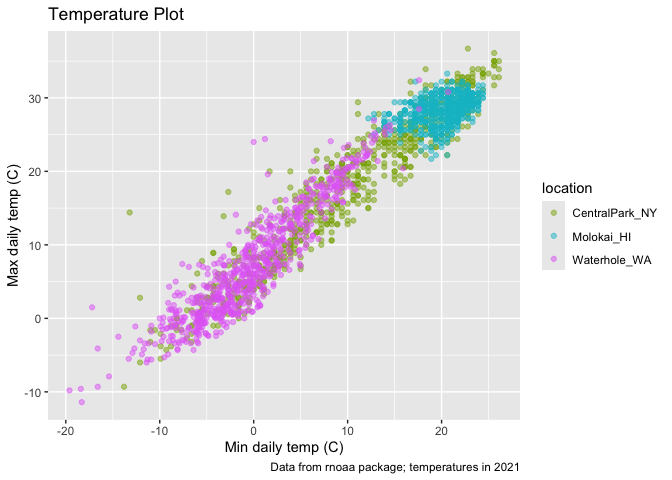 Temperature Plot
30
20
10
0
-10
Max daily temp (C)
-20
-10
0
10
20
Min daily temp (C)
location
CentralPark_NY
Molokai_HI
Waterhole_WA
Data from rnoaa package; temperatures in 2021